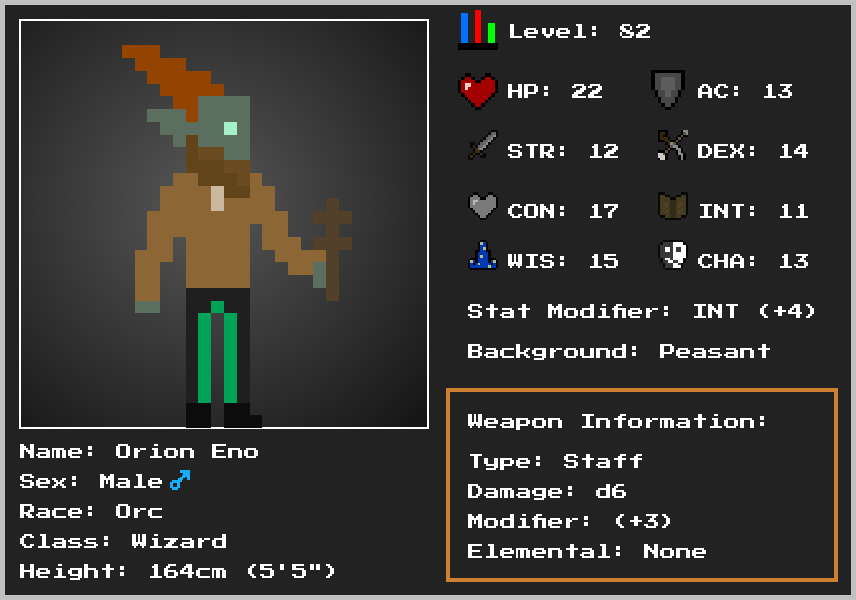 Level: 82
HP: 22 AC: 13
STR: 12 DEX: 14
CON: 17 INT: 11
WIS: 15 CHA: 13
Stat Modifier: INT (+4)
Background: Peasant
Weapon Information:
Type: Staff
Damage: d6
Modifier: (+3)
Elemental: None
Name: Orion Eno
Sex: Male ♂
Race: Orc
Class: Wizard
Height: 164cm (5'5")